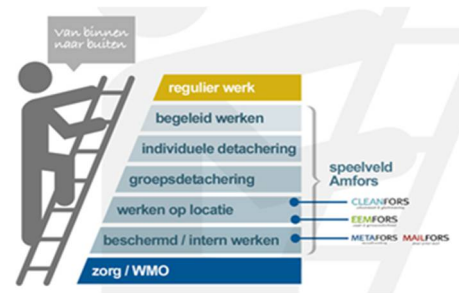 Van binnen
naar buiten
regulier werk
begeleid werken
individuele detachering
groepsdetachering
werken op locatie
beschermd / intern werken
zorg / WMO
speelveld
Amfors
CLEANFORS
EEMFORS
METAFORS MAILFORS